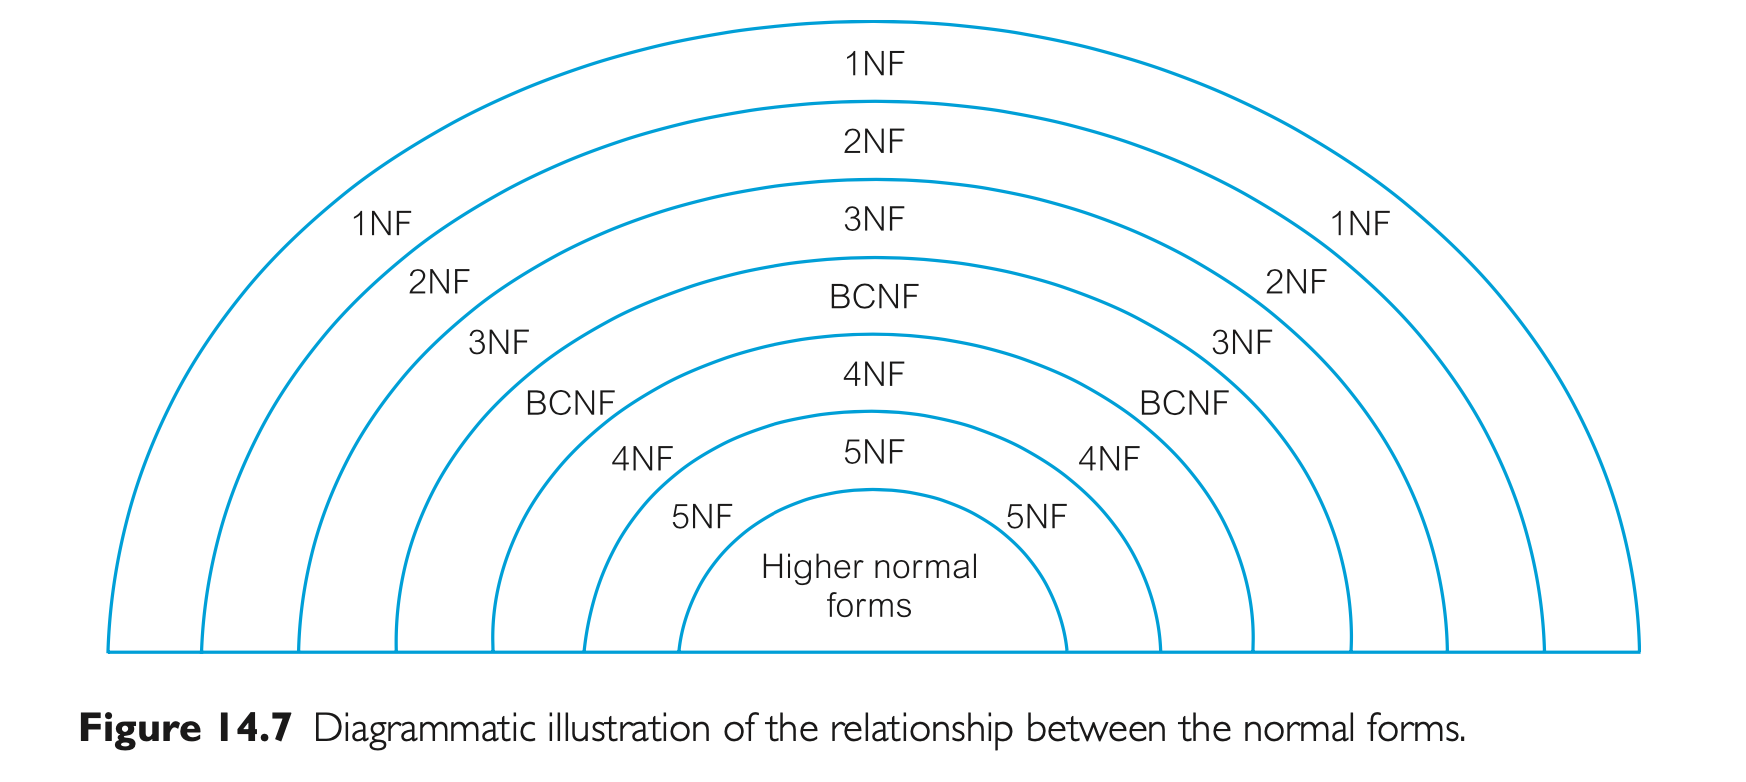 1NF
2NF
3NF
1NF 1NF
2NF 2NF
BCNF
3NF 3NF
4NF
BCNF BCNF
5NF
4NF 4NF
5NF 5NF
Higher normal
forms
Figure 14.7 Diagrammatic illustration of the relationship between the normal forms.